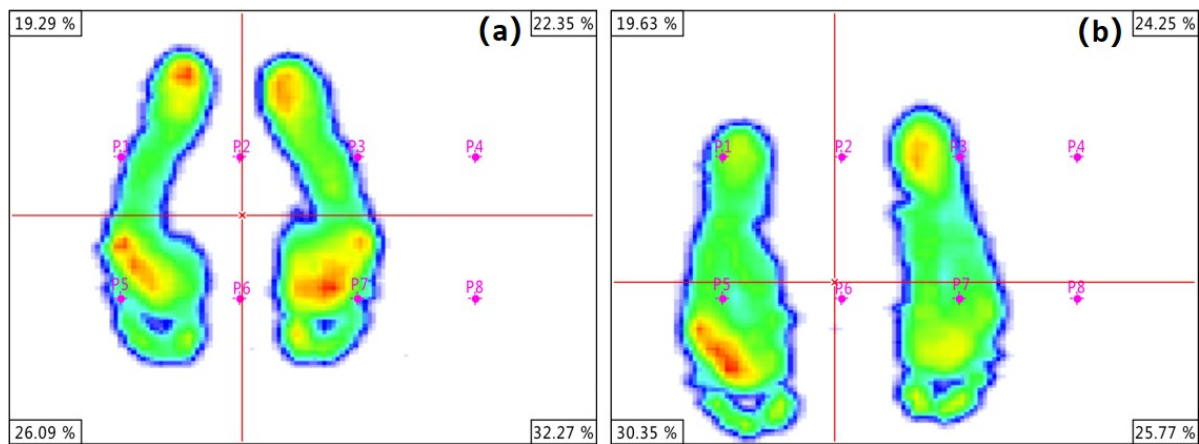 19.29 %
(a)
22.35 %
P1
P2
P3
P4
P5
P6
P7
P8
26.09 %
32.27 %
19.63 %
(b)
24.25 %
P1
P2
P3
P4
P5
P6
P7
P8
30.35 %
25.77 %